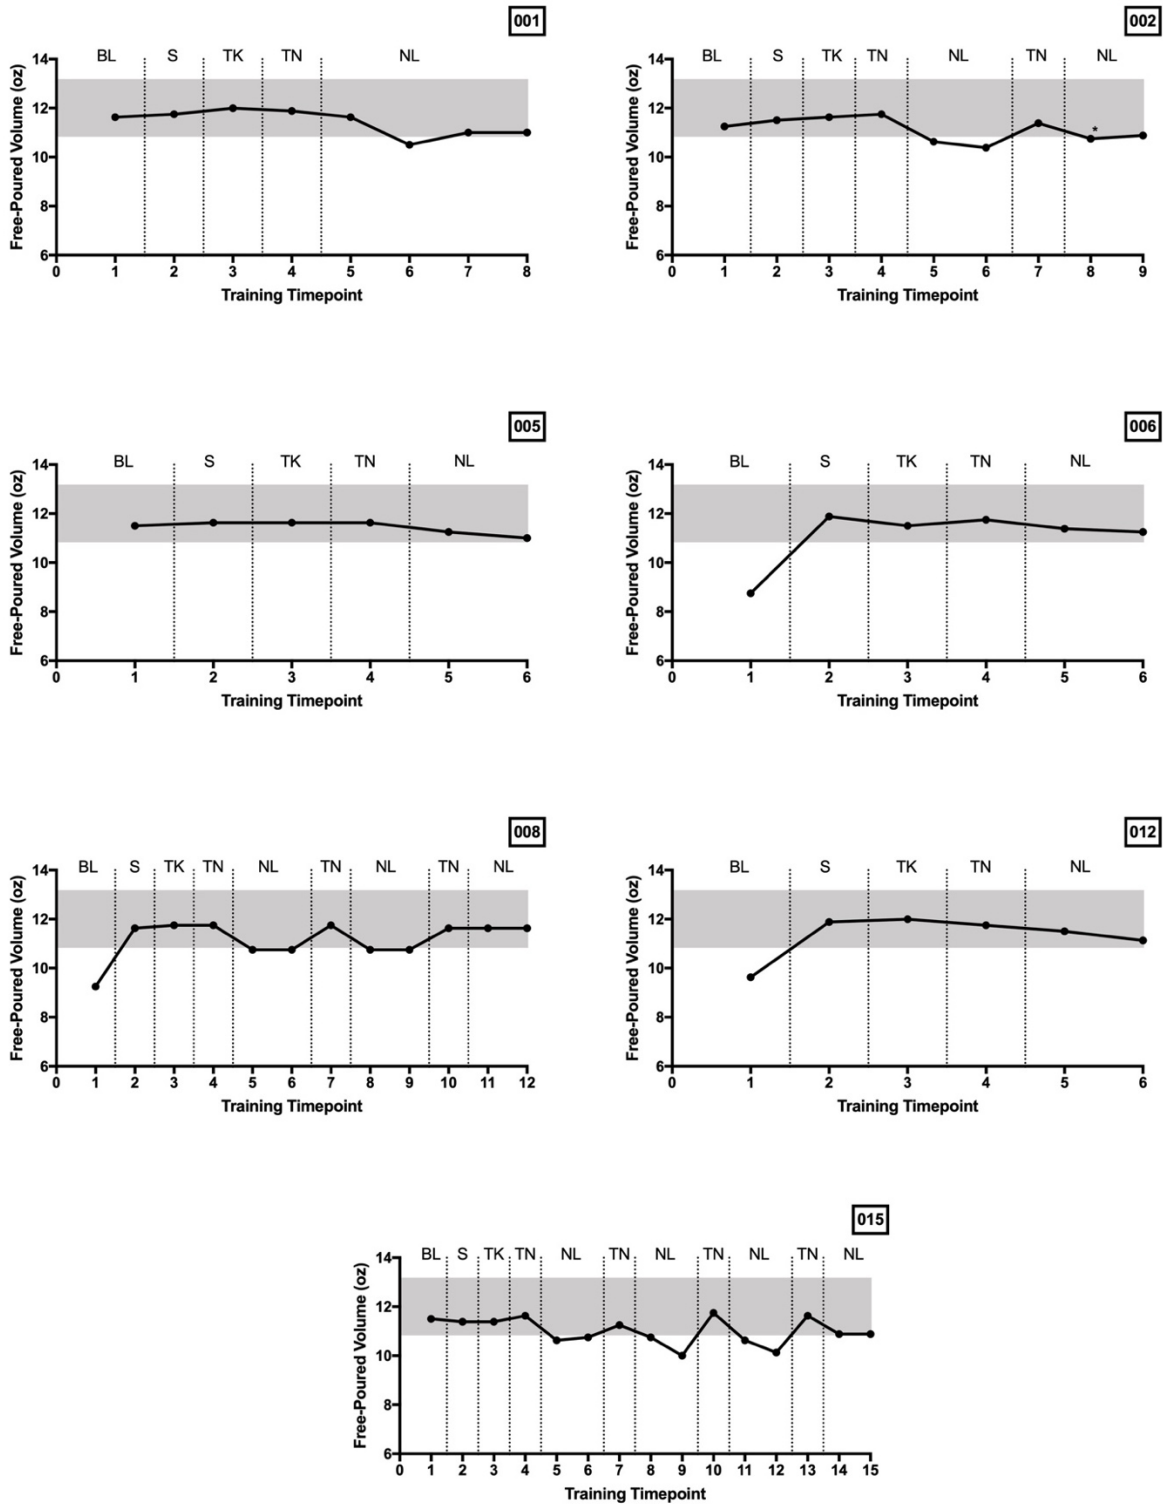 001
BL S TK TN NL
Free-Poured Volume (oz)
14
12
10
8
6
0 1 2 3 4 5 6 7 8
Training Timepoint
002
BL S TK TN NL TN NL
Free-Poured Volume (oz)
14
12
10
8
6
*
0 1 2 3 4 5 6 7 8 9
Training Timepoint
005
BL S TK TN NL
Free-Poured Volume (oz)
14
12
10
8
6
0 1 2 3 4 5 6
Training Timepoint
006
BL S TK TN NL
Free-Poured Volume (oz)
14
12
10
8
6
0 1 2 3 4 5 6
Training Timepoint
008
BL S TK TN NL TN NL TN NL
Free-Poured Volume (oz)
14
12
10
8
6
0 1 2 3 4 5 6 7 8 9 10 11 12
Training Timepoint
012
BL S TK TN NL
Free-Poured Volume (oz)
14
12
10
8
6
0 1 2 3 4 5 6
Training Timepoint
015
BL S TK TN NL TN NL TN NL TN NL
Free-Poured Volume (oz)
14
12
10
8
6
0 1 2 3 4 5 6 7 8 9 10 11 12 13 14 15
Training Timepoint